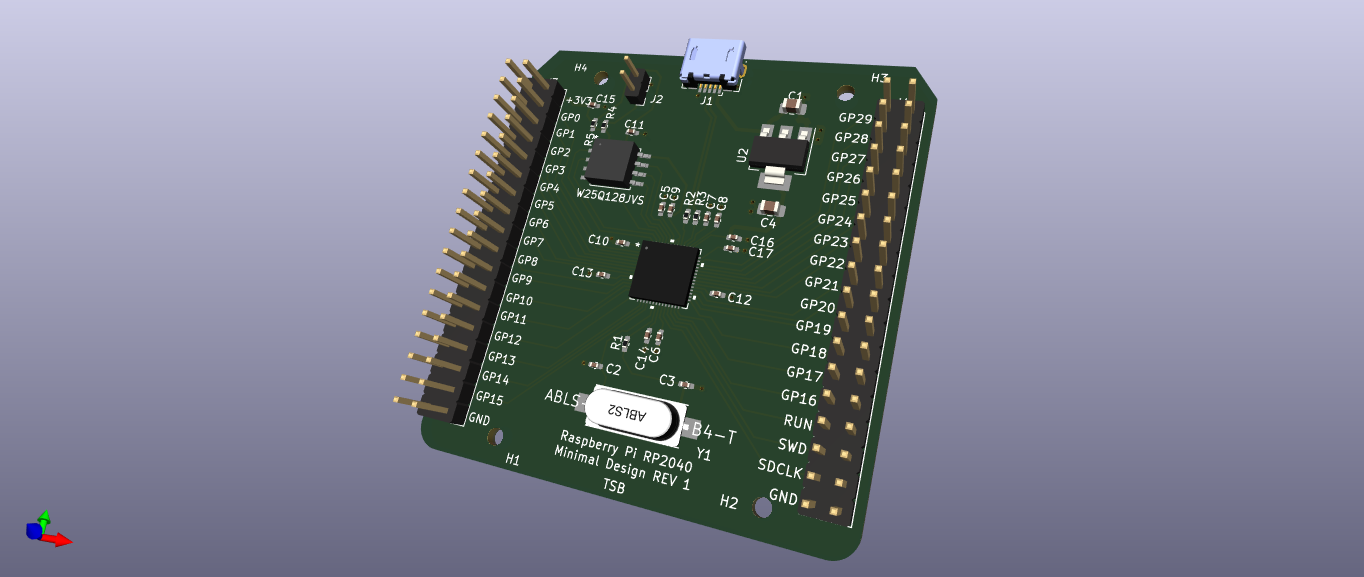 H4
H3
+3V3
C15
R4
J2
J1
C1
GP0
GP1
GP2
GP3
GP4
GP5
GP6
GP7
GP8
GP9
GP10
GP11
GP12
GP13
GP14
GP15
GND
R5
C11
W25Q128JVS
U2
C4
C5
C9
R2
R3
C7
C8
C10
C16
C17
C13
C12
R1
C14
C6
C2
C3
ABLS
ABLS2
B4-T
Y1
Raspberry Pi RP2040
Minimal Design REV 1
TSB
H1
H2
GP29
GP28
GP27
GP26
GP25
GP24
GP23
GP22
GP21
GP20
GP19
GP18
GP17
GP16
RUN
SWD
SDCLK
GND